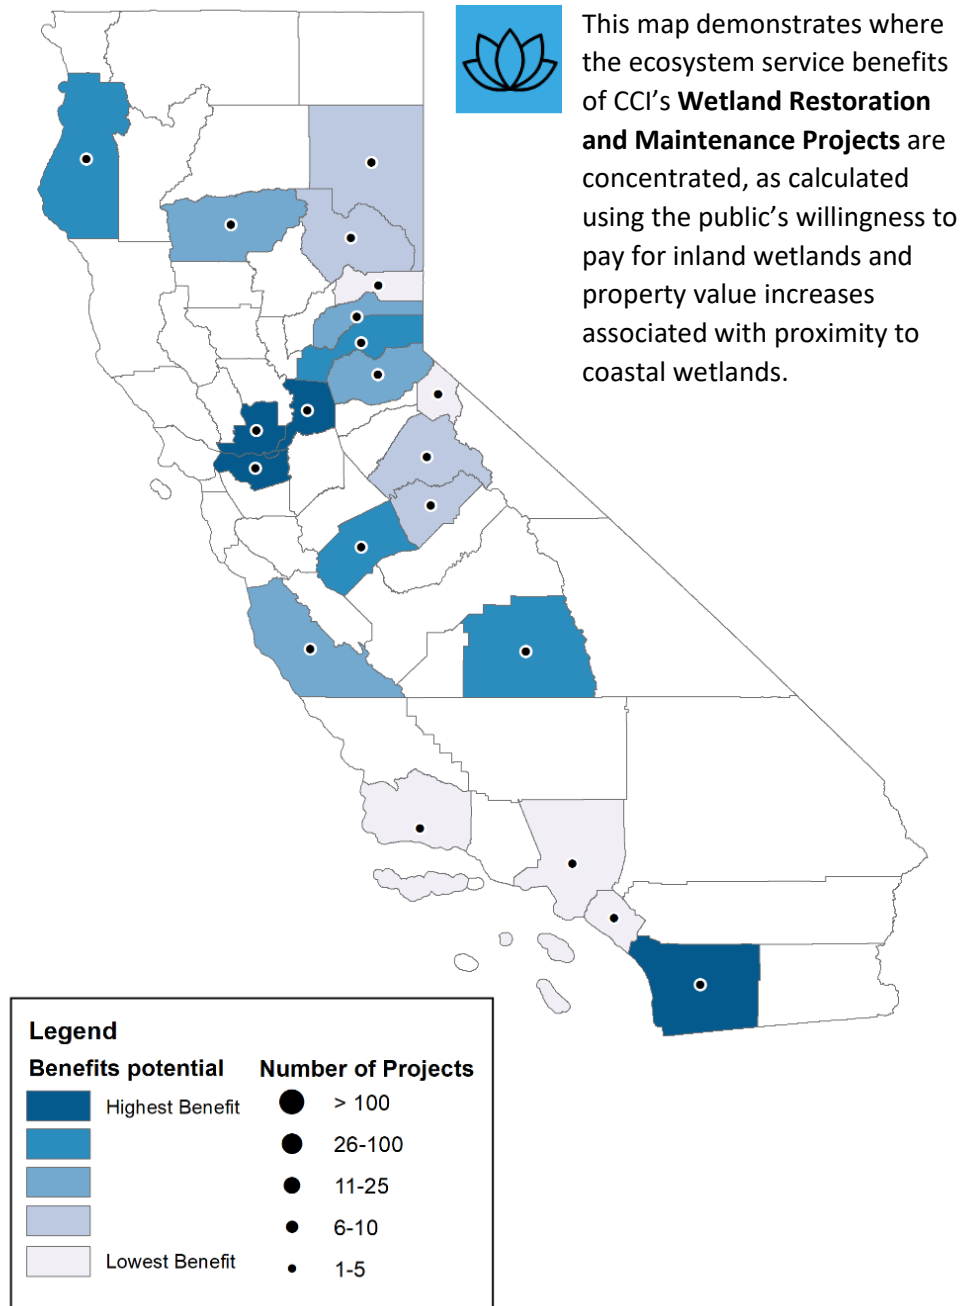 This map demonstrates where
the ecosystem service benefits
of CCI’s Wetland Restoration
and Maintenance Projects are
concentrated, as calculated
using the public’s willingness to
pay for inland wetlands and
property value increases
associated with proximity to
coastal wetlands.
Legend
Benefits potential
Highest Benefit
Lowest Benefit
Number of Projects
> 100
26-100
11-25
6-10
1-5